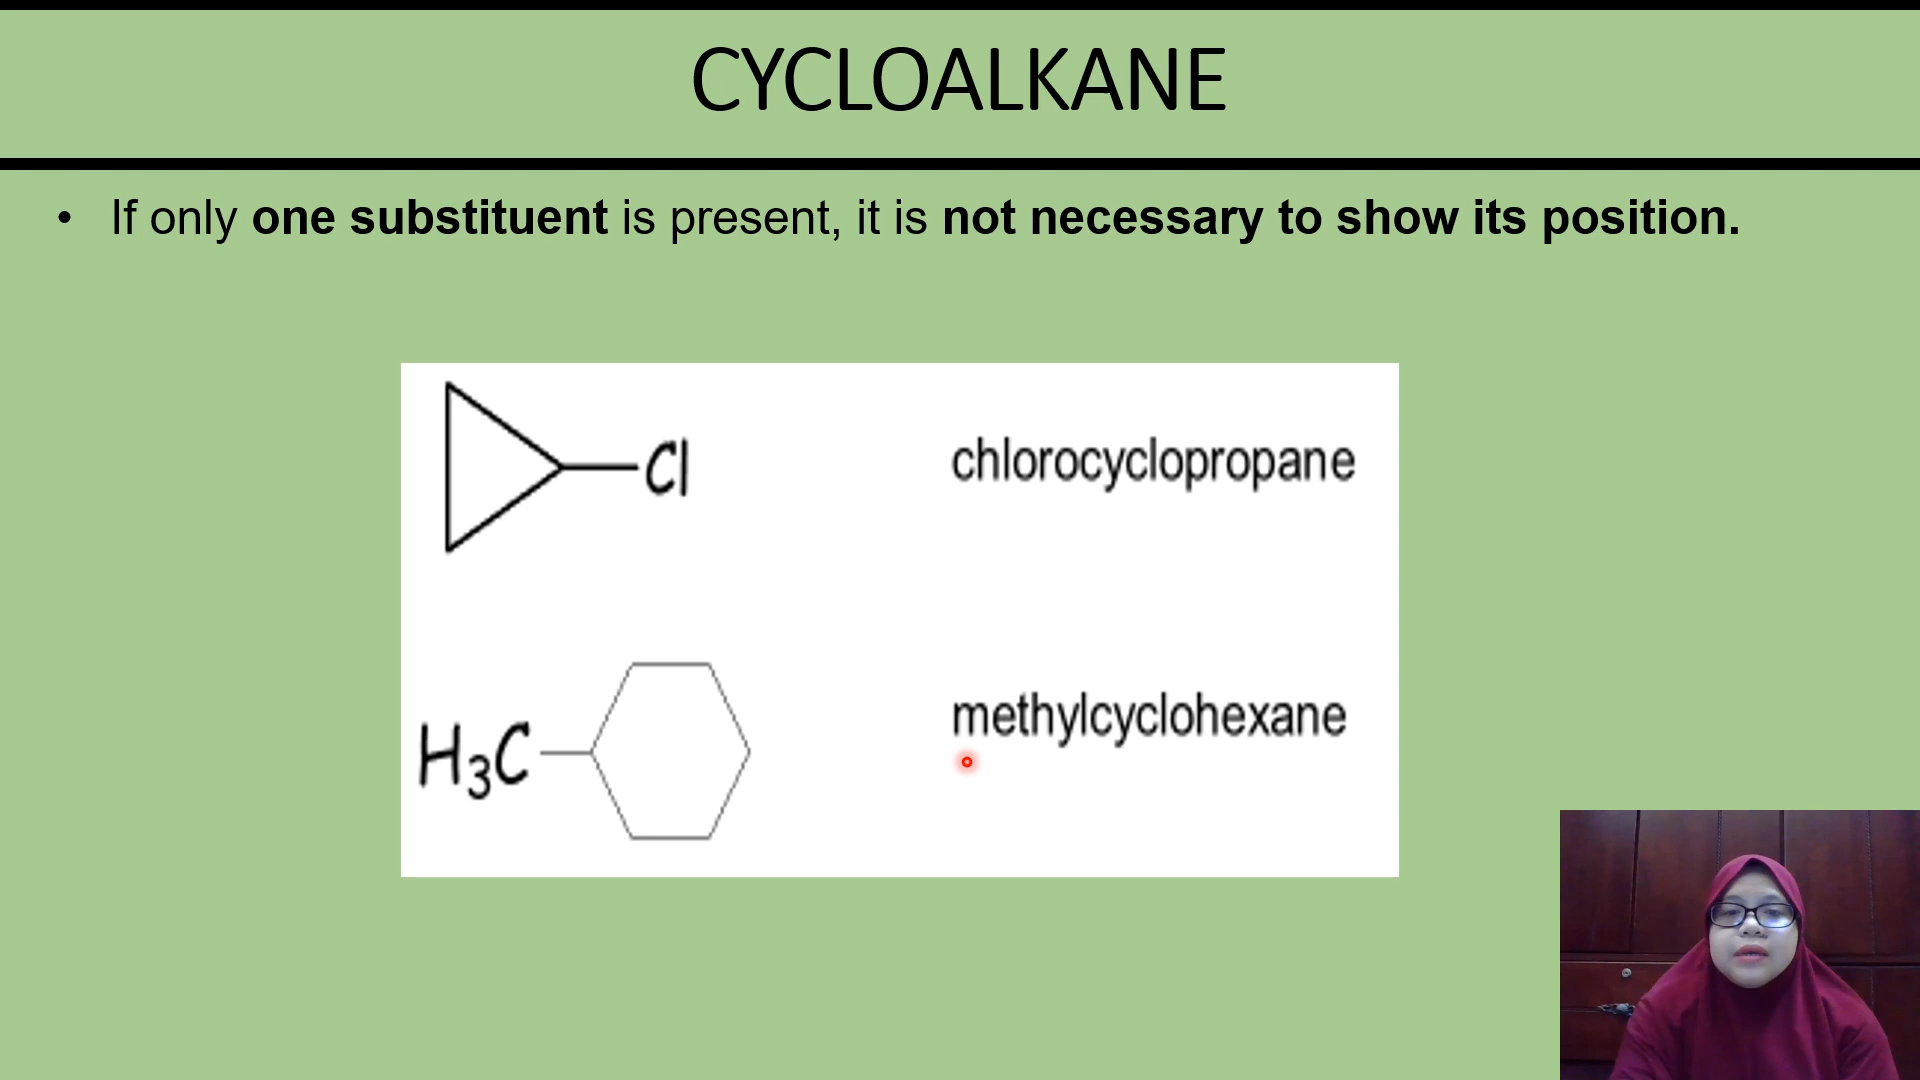 CYCLOALKANE
• If only one substituent is present, it is not necessary to show its position.
Cl
chlorocyclopropane
H₃C
methylcyclohexane